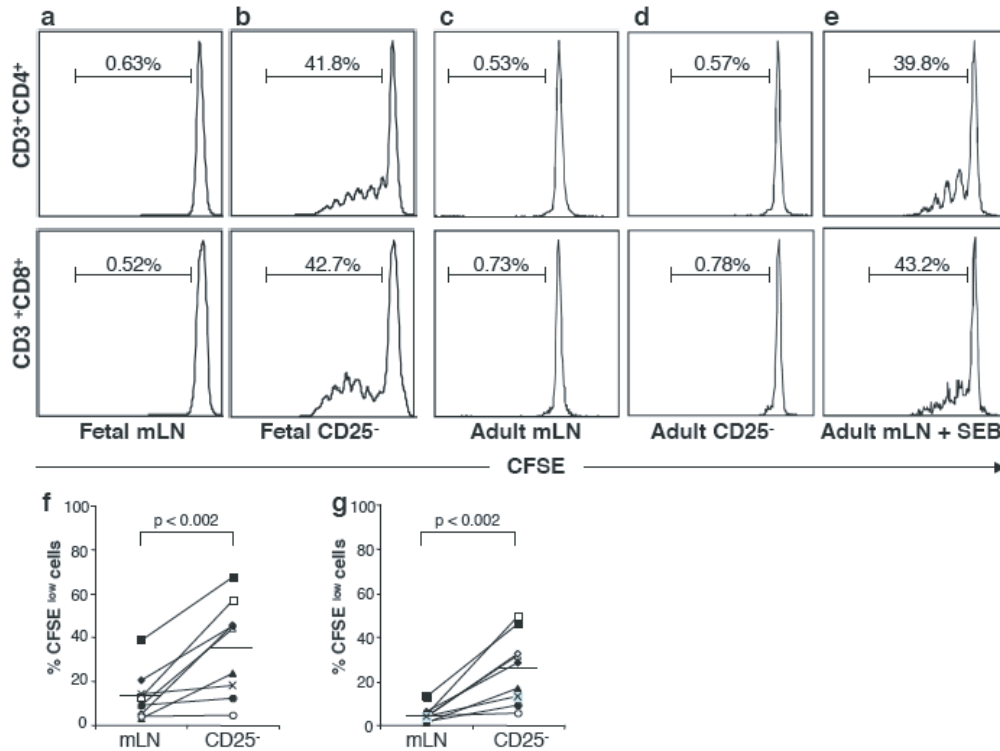 a b c d e
CD3⁺CD4⁺
0.63% 41.8% 0.53% 0.57% 39.8%
CD3 ⁺CD8⁺
0.52% 42.7% 0.73% 0.78% 43.2%
Fetal mLN Fetal CD25⁻ Adult mLN Adult CD25⁻ Adult mLN + SEB
CFSE
f
% CFSE ˡᵒʷ cells
100
80
60
40
20
0
p < 0.002
mLN CD25⁻
g
% CFSE ˡᵒʷ cells
100
80
60
40
20
0
p < 0.002
mLN CD25⁻